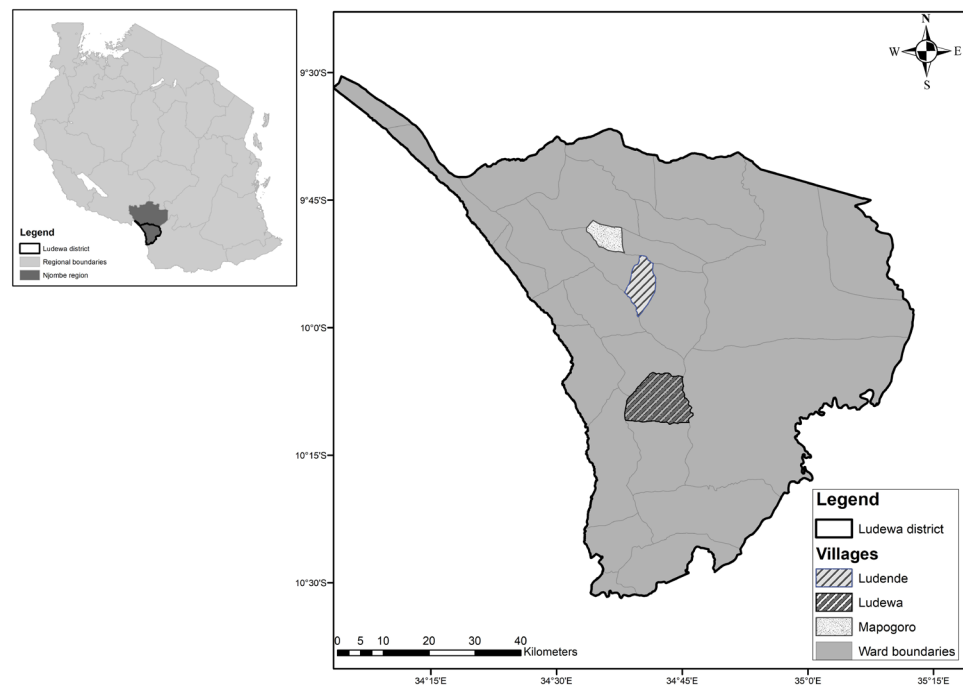 Legend
Ludewa district
Regional boundaries
Njombe region
N
W E
S
9°30'S
9°45'S
10°0'S
10°15'S
10°30'S
Legend
Ludewa district
Villages
Ludende
Ludewa
Mapogoro
Ward boundaries
0 5 10 20 30 40
Kilometers
34°15'E 34°30'E 34°45'E 35°0'E 35°15'E